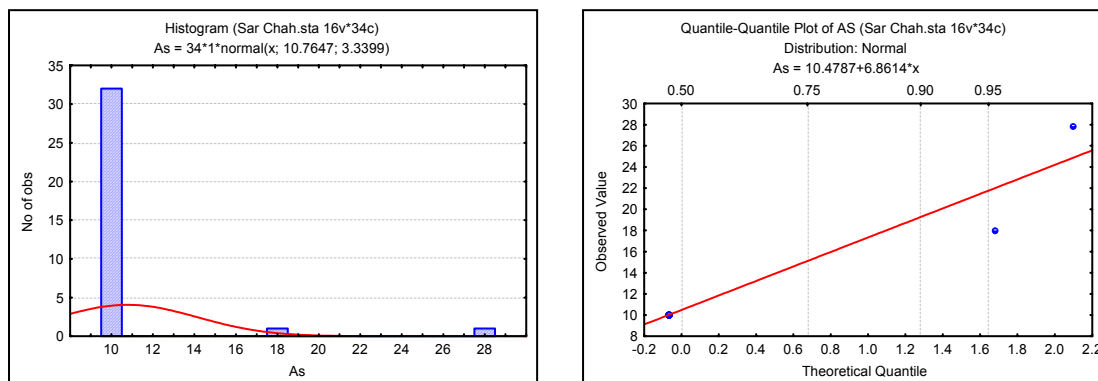 Histogram (Sar Chah.sta 16v*34c)
As = 34*1*normal(x; 10.7647; 3.3399)
35
30
25
20
15
10
5
0
No of obs
10 12 14 16 18 20 22 24 26 28
As
Quantile-Quantile Plot of AS (Sar Chah.sta 16v*34c)
Distribution: Normal
As = 10.4787+6.8614*x
0.50 0.75 0.90 0.95
30
28
26
24
22
20
18
16
14
12
10
8
Observed Value
-0.2 0.0 0.2 0.4 0.6 0.8 1.0 1.2 1.4 1.6 1.8 2.0 2.2
Theoretical Quantile